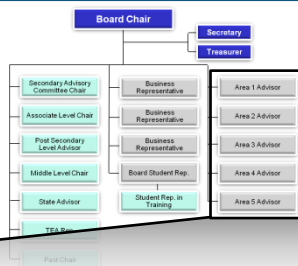 Board Chair
Secretary
Treasurer
Secondary Advisory
Committee Chair
Associate Level Chair
Post Secondary
Level Advisor
Middle Level Chair
State Advisor
TEA Rep.
Past Chair
Business
Representative
Business
Representative
Business
Representative
Board Student Rep.
Student Rep. in
Training
Area 1 Advisor
Area 2 Advisor
Area 3 Advisor
Area 4 Advisor
Area 5 Advisor